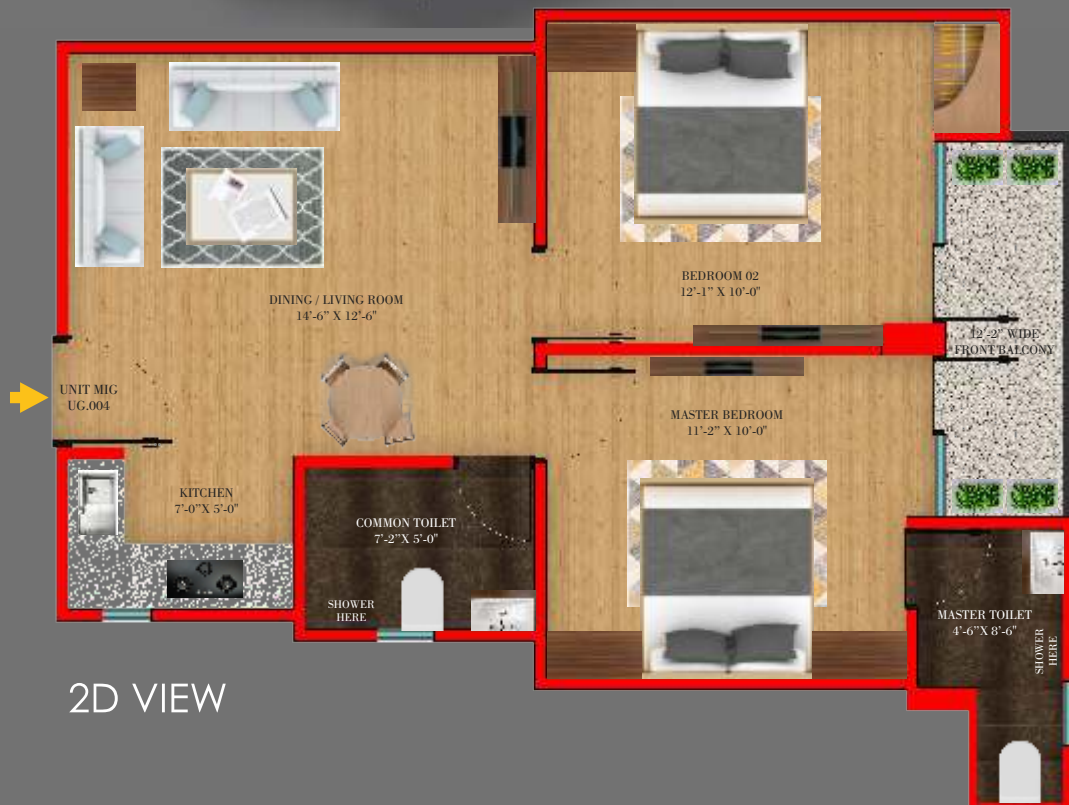 BEDROOM 02
12'-1" X 10'-0"
DINING / LIVING ROOM
14'-6" X 12'-6"
12'-2" WIDE
FRONT BALCONY
UNIT MIG
UG.004
MASTER BEDROOM
11'-2" X 10'-0"
KITCHEN
7'-0"X 5'-0"
COMMON TOILET
7'-2"X 5'-0"
SHOWER
HERE
MASTER TOILET
4'-6"X 8'-6"
SHOWER
HERE
2D VIEW